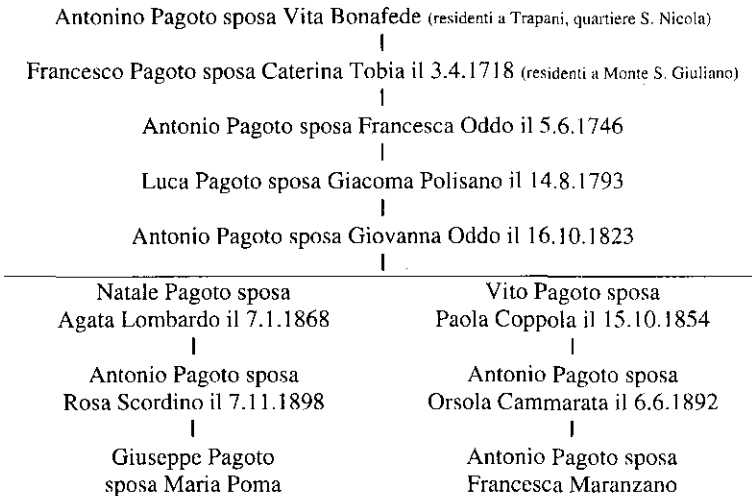 Antonino Pagoto sposa Vita Bonafede (residenti a Trapani, quartiere S. Nicola)
Francesco Pagoto sposa Caterina Tobia il 3.4.1718 (residenti a Monte S. Giuliano)
Antonio Pagoto sposa Francesca Oddo il 5.6.1746
Luca Pagoto sposa Giacoma Polisano il 14.8.1793
Antonio Pagoto sposa Giovanna Oddo il 16.10.1823
Natale Pagoto sposa
Agata Lombardo il 7.1.1868
Antonio Pagoto sposa
Rosa Scordino il 7.11.1898
Giuseppe Pagoto
sposa Maria Poma
Vito Pagoto sposa
Paola Coppola il 15.10.1854
Antonio Pagoto sposa
Orsola Cammarata il 6.6.1892
Antonio Pagoto sposa
Francesca Maranzano